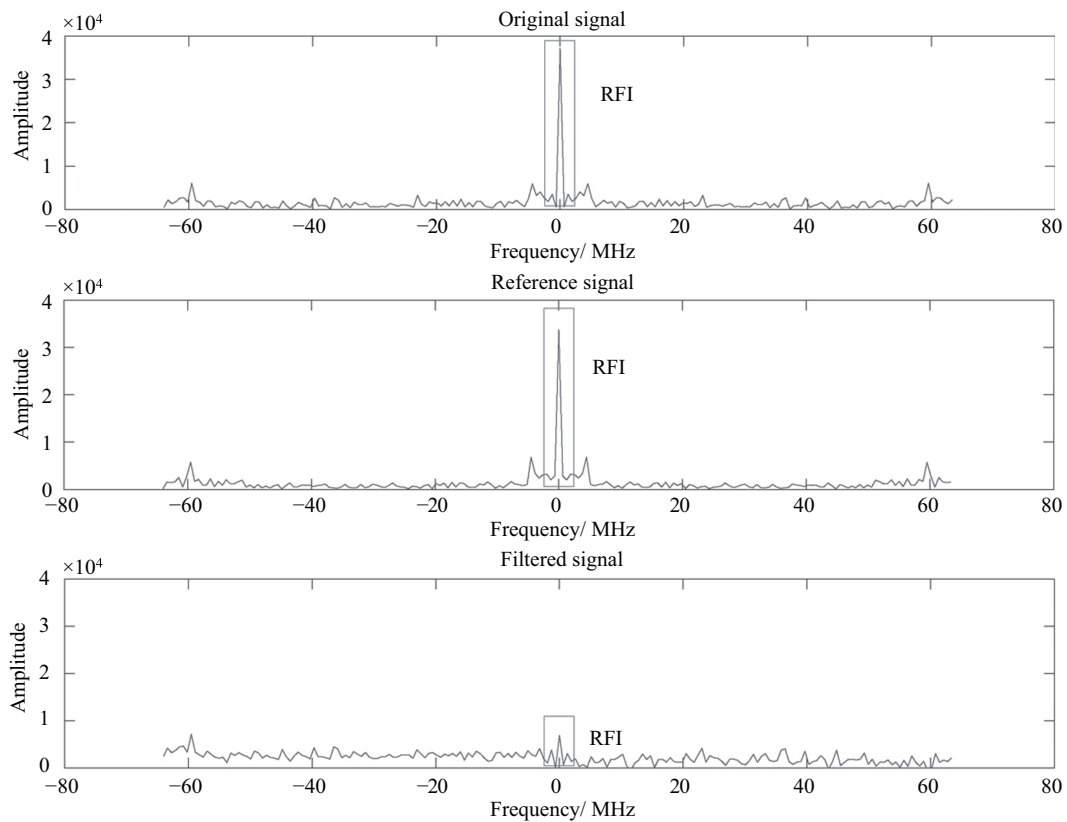 Original signal
×10⁴
4
3
2
1
0
Amplitude
RFI
−80 −60 −40 −20 0 20 40 60 80
Frequency/ MHz
Reference signal
×10⁴
4
3
2
1
0
Amplitude
RFI
−80 −60 −40 −20 0 20 40 60 80
Frequency/ MHz
Filtered signal
×10⁴
4
3
2
1
0
Amplitude
RFI
−80 −60 −40 −20 0 20 40 60 80
Frequency/ MHz